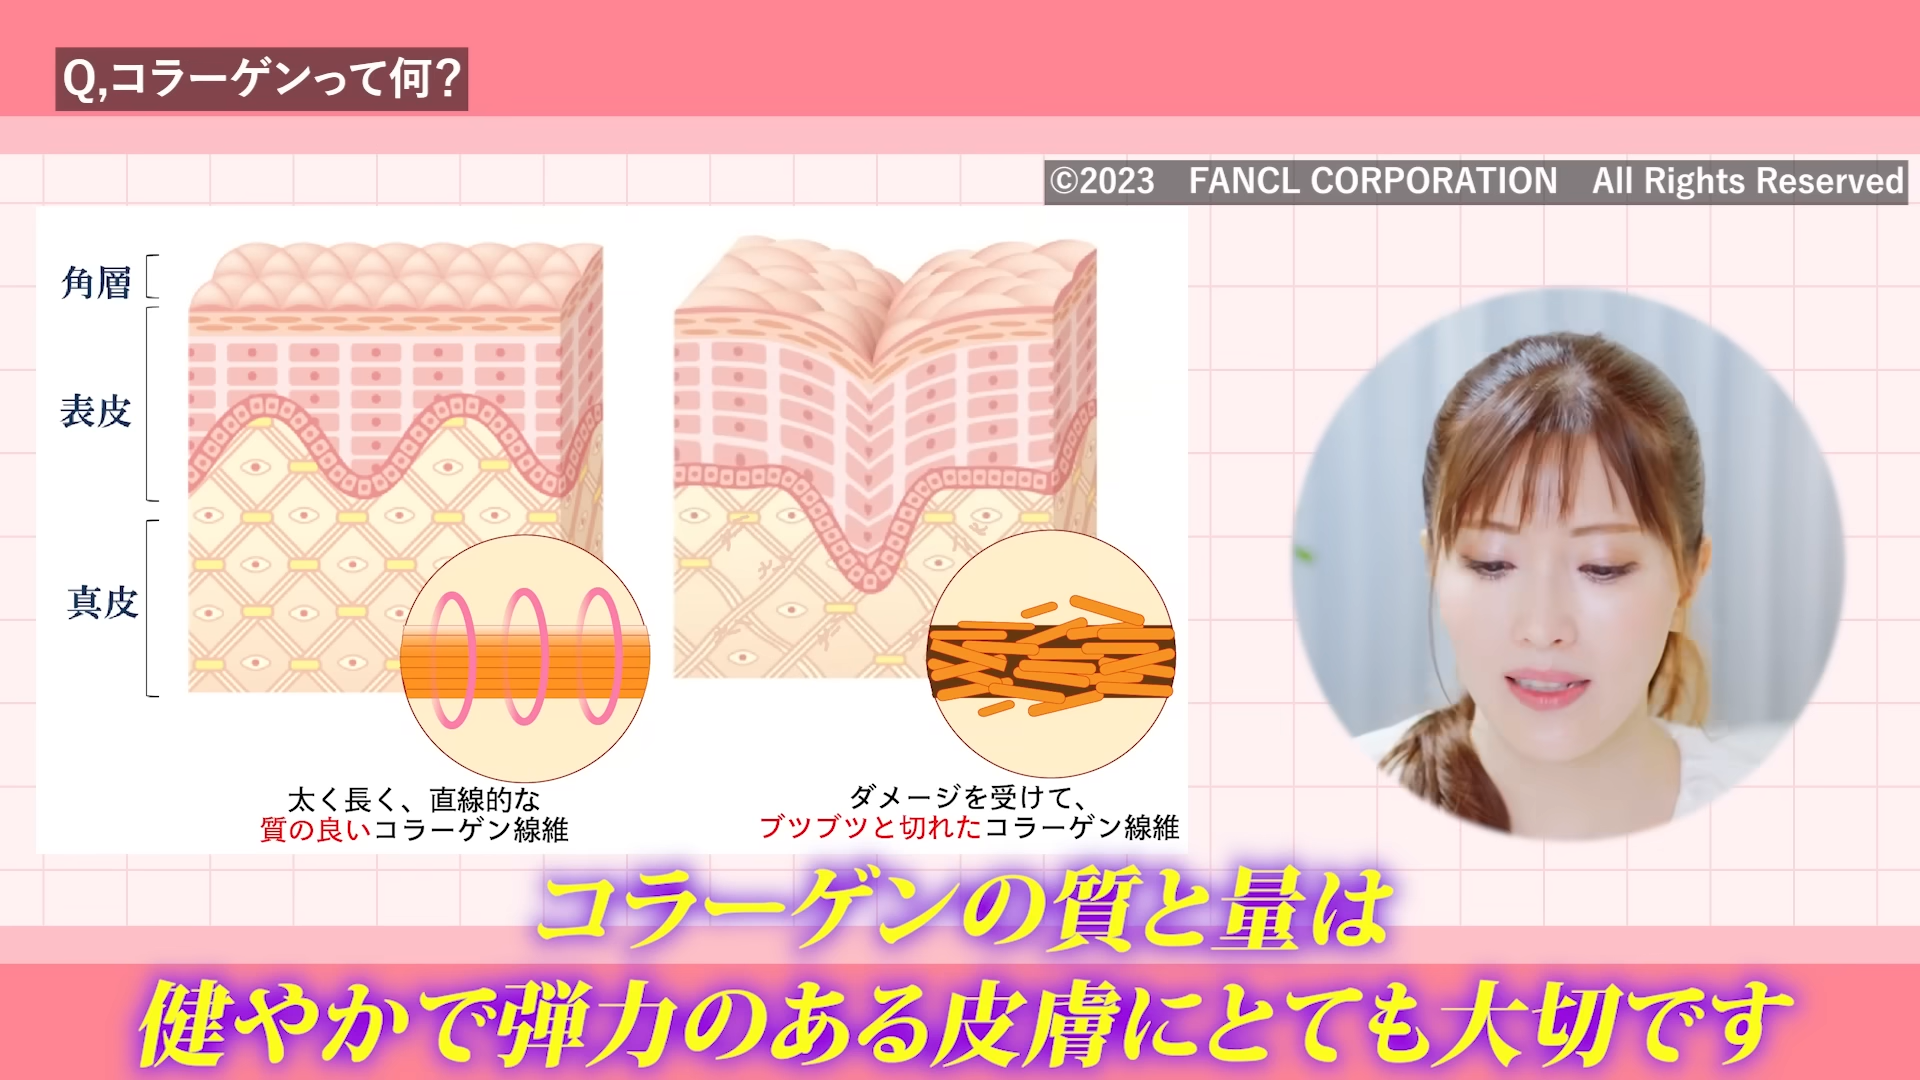 Q,コラーゲンって何?
©2023 FANCL CORPORATION All Rights Reserved
角層
表皮
真皮
太く長く、直線的な
質の良いコラーゲン線維
ダメージを受けて、
ブツブツと切れたコラーゲン線維
コラーゲンの質と量は
健やかで弾力のある皮膚にとても大切です